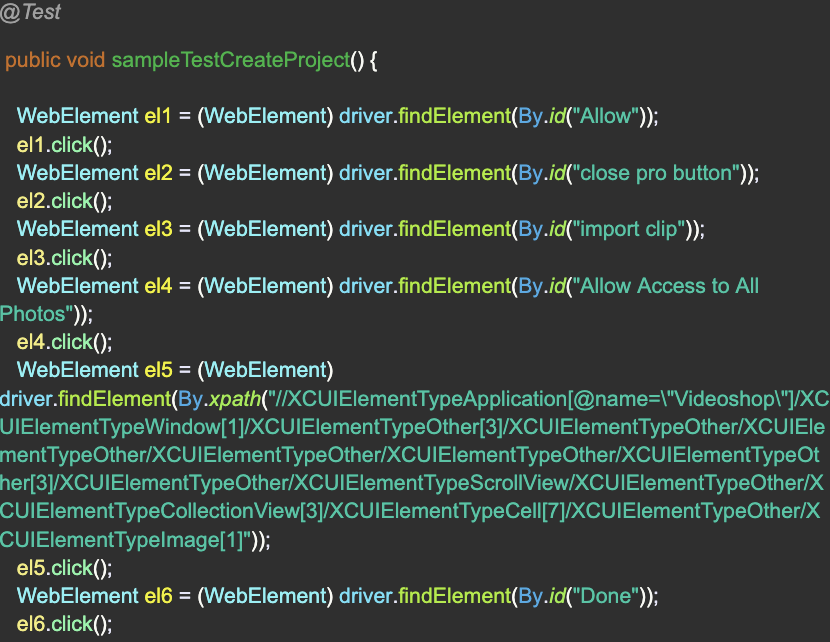 @Test
public void sampleTestCreateProject() {
WebElement el1 = (WebElement) driver.findElement(By.id("Allow"));
el1.click();
WebElement el2 = (WebElement) driver.findElement(By.id("close pro button"));
el2.click();
WebElement el3 = (WebElement) driver.findElement(By.id("import clip"));
el3.click();
WebElement el4 = (WebElement) driver.findElement(By.id("Allow Access to All
Photos"));
el4.click();
WebElement el5 = (WebElement)
driver.findElement(By.xpath("//XCUIElementTypeApplication[@name=\"Videoshop\"]/XC
UIElementTypeWindow[1]/XCUIElementTypeOther[3]/XCUIElementTypeOther/XCUIEle
mentTypeOther/XCUIElementTypeOther/XCUIElementTypeOther/XCUIElementTypeOt
her[3]/XCUIElementTypeOther/XCUIElementTypeScrollView/XCUIElementTypeOther/X
CUIElementTypeCollectionView[3]/XCUIElementTypeCell[7]/XCUIElementTypeOther/X
CUIElementTypeImage[1]"));
el5.click();
WebElement el6 = (WebElement) driver.findElement(By.id("Done"));
el6.click();